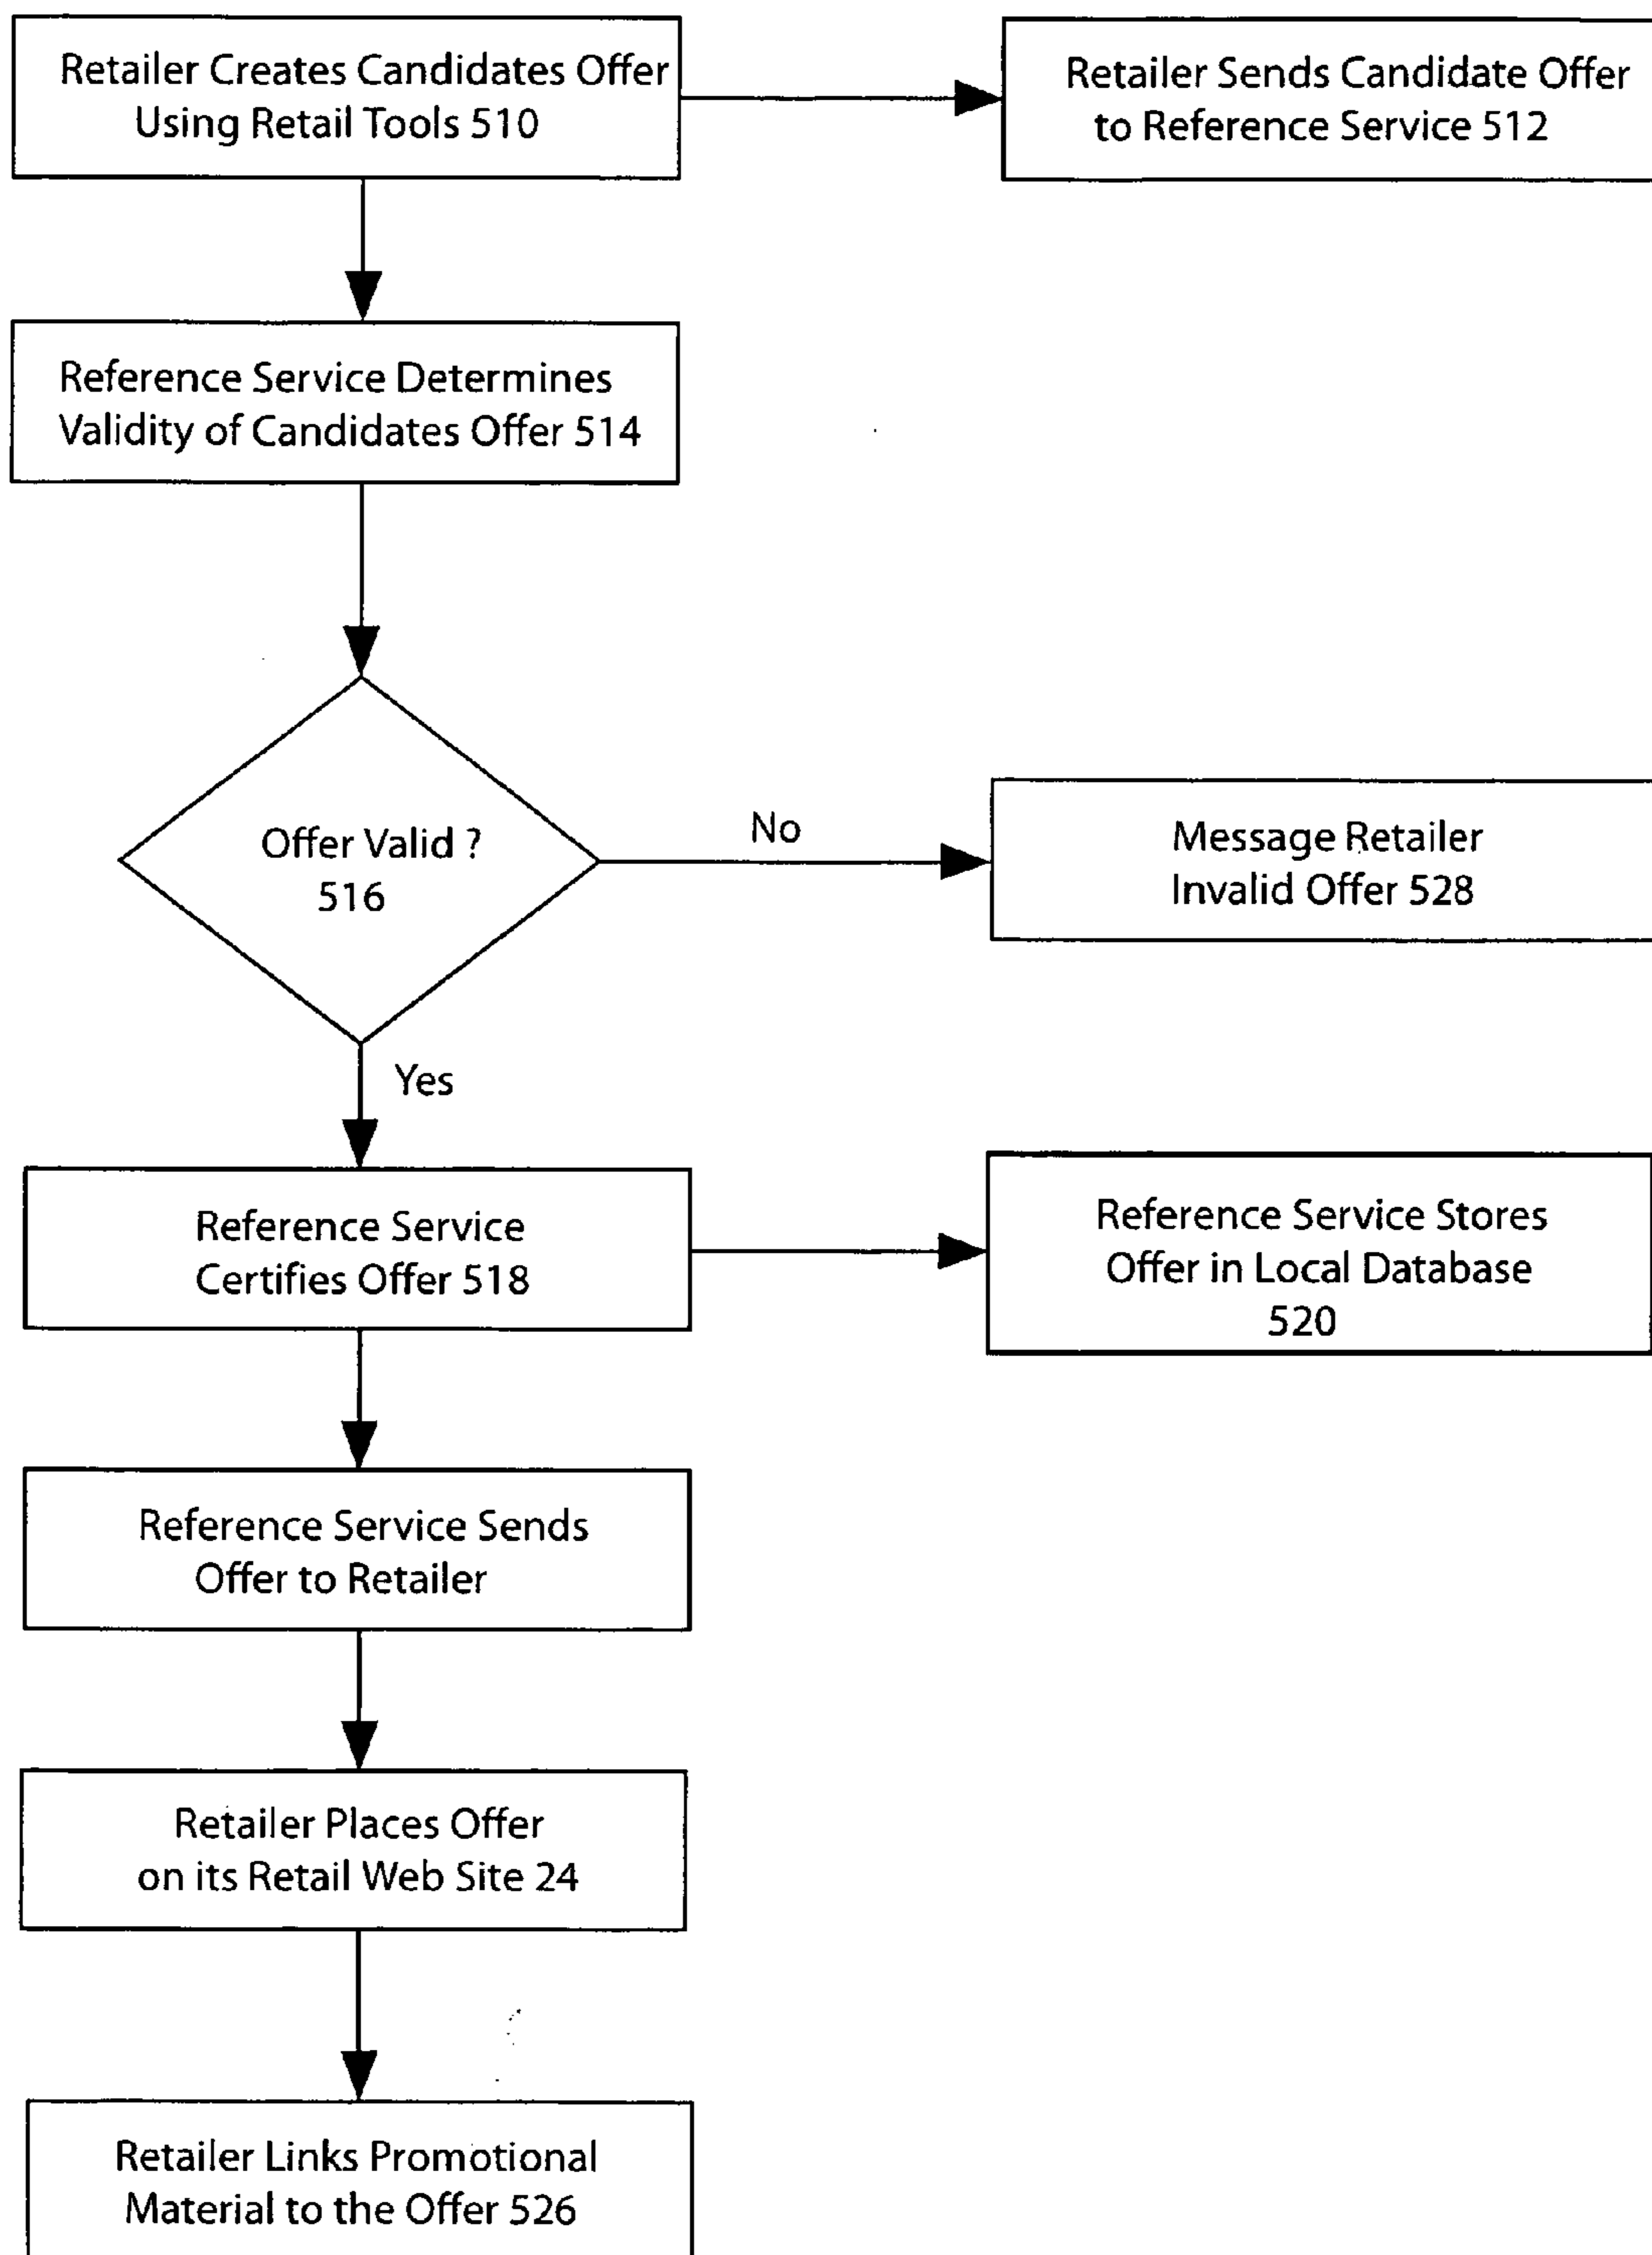 Retailer Creates Candidates Offer
Using Retail Tools 510
Retailer Sends Candidate Offer
to Reference Service 512
Reference Service Determines
Validity of Candidates Offer 514
Offer Valid ?
516
No
Message Retailer
Invalid Offer 528
Yes
Reference Service
Certifies Offer 518
Reference Service Stores
Offer in Local Database
520
Reference Service Sends
Offer to Retailer
Retailer Places Offer
on its Retail Web Site 24
Retailer Links Promotional
Material to the Offer 526